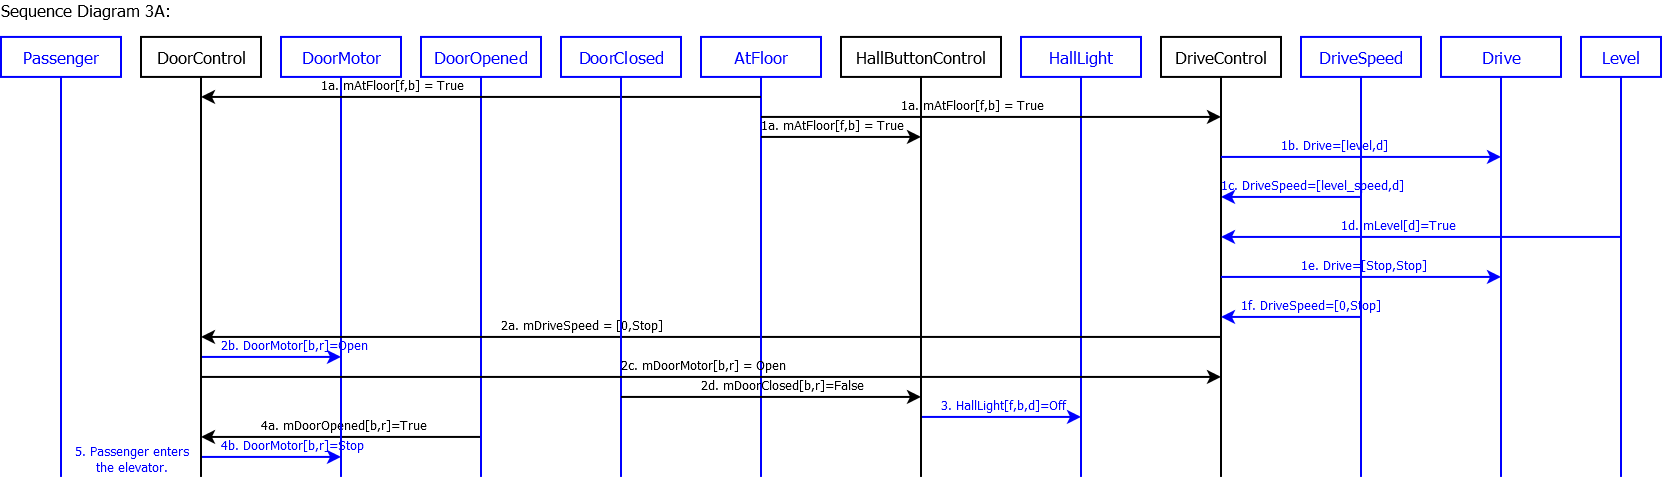 Sequence Diagram 3A:
Passenger
DoorControl
DoorMotor
DoorOpened
DoorClosed
AtFloor
HallButtonControl
HallLight
DriveControl
DriveSpeed
Drive
Level
1a. mAtFloor[f,b] = True
1a. mAtFloor[f,b] = True
1a. mAtFloor[f,b] = True
1b. Drive=[level,d]
1c. DriveSpeed=[level_speed,d]
1d. mLevel[d]=True
1e. Drive=[Stop,Stop]
1f. DriveSpeed=[0,Stop]
2a. mDriveSpeed = [0,Stop]
2b. DoorMotor[b,r]=Open
2c. mDoorMotor[b,r] = Open
2d. mDoorClosed[b,r]=False
3. HallLight[f,b,d]=Off
4a. mDoorOpened[b,r]=True
4b. DoorMotor[b,r]=Stop
5. Passenger enters
the elevator.